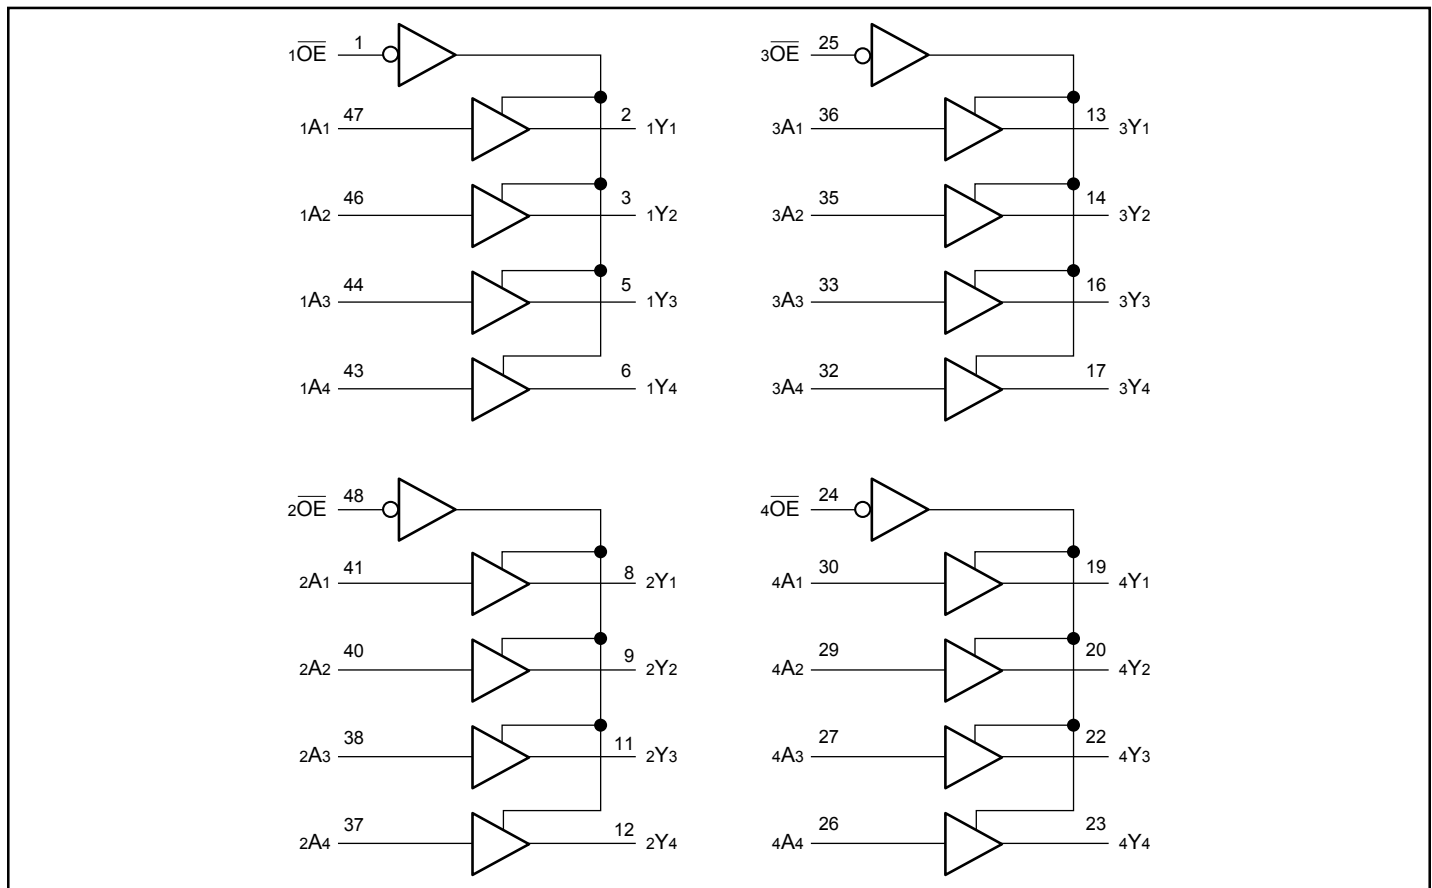 1OE 1
1A1 47 2 1Y1
1A2 46 3 1Y2
1A3 44 5 1Y3
1A4 43 6 1Y4
3OE 25
3A1 36 13 3Y1
3A2 35 14 3Y2
3A3 33 16 3Y3
3A4 32 17 3Y4
2OE 48
2A1 41 8 2Y1
2A2 40 9 2Y2
2A3 38 11 2Y3
2A4 37 12 2Y4
4OE 24
4A1 30 19 4Y1
4A2 29 20 4Y2
4A3 27 22 4Y3
4A4 26 23 4Y4